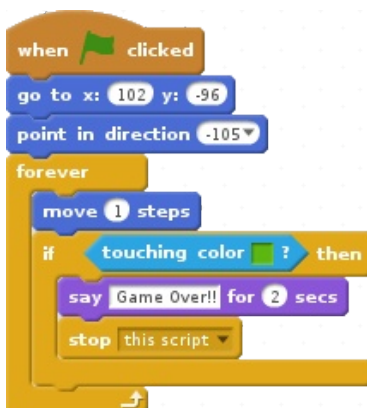 when clicked
go to x: 102 y: -96
point in direction -105
forever
move 1 steps
if touching color ? then
say Game Over!! for 2 secs
stop this script